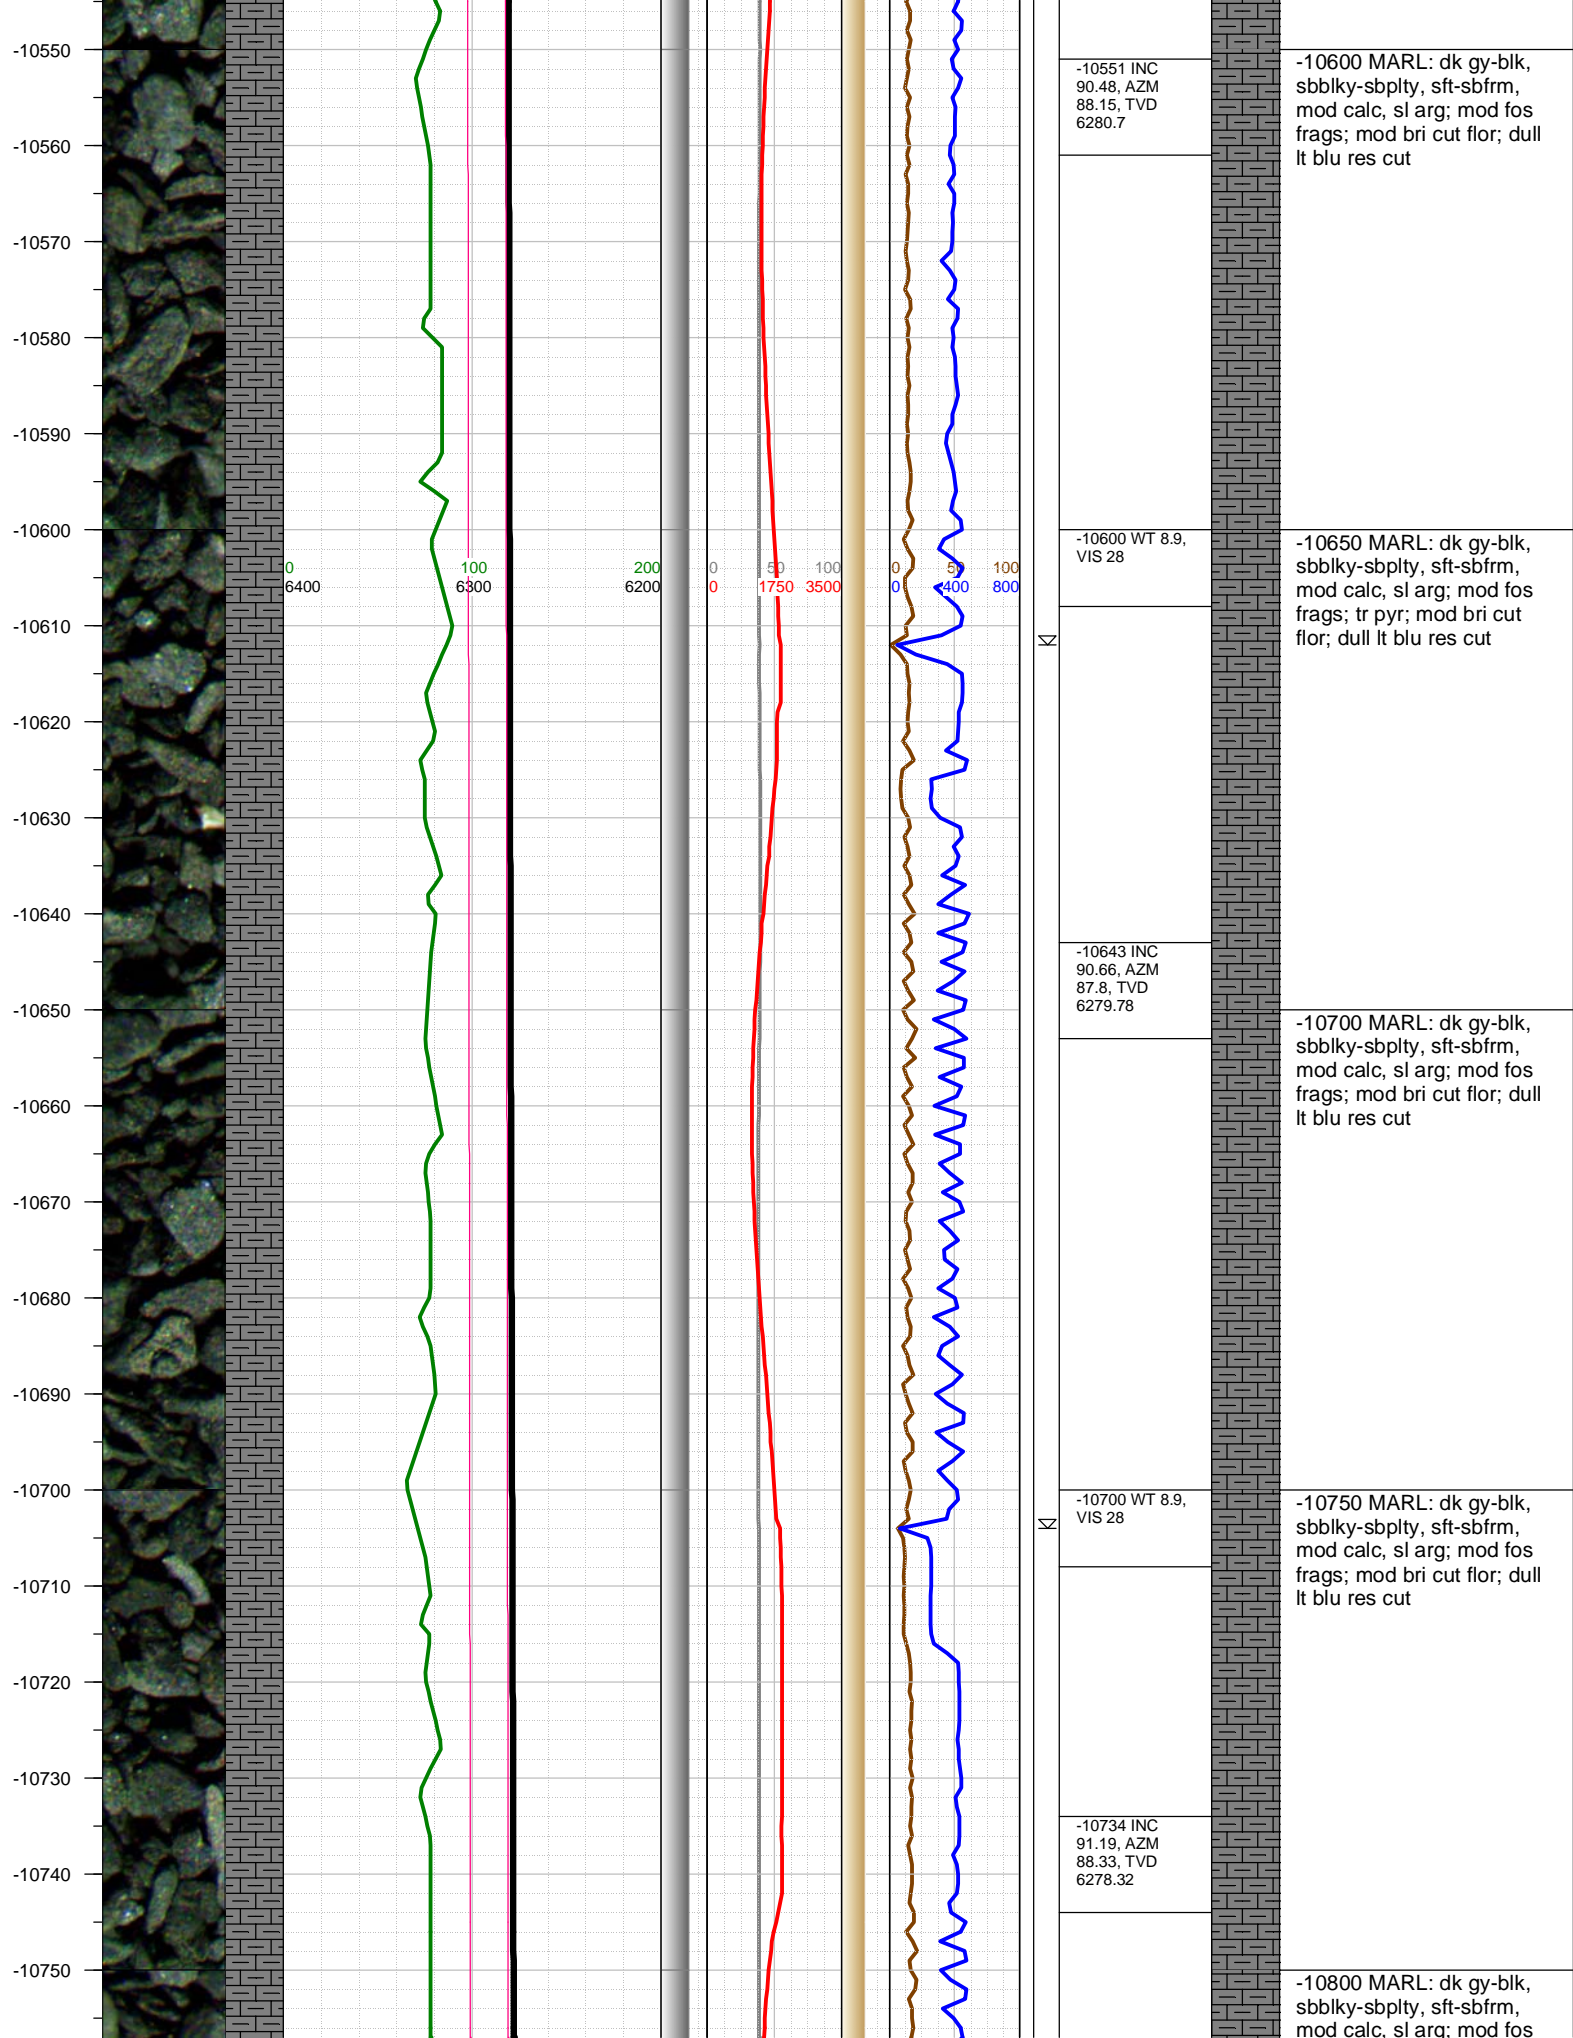 -10550
-10560
-10570
-10580
-10590
-10600
-10610
-10620
-10630
-10640
-10650
-10660
-10670
-10680
-10690
-10700
-10710
-10720
-10730
-10740
-10750
0 100 200
6400 6300 6200
0 50 100
0 1750 3500
0 50 100
0 400 800
-10551 INC
90.48, AZM
88.15, TVD
6280.7
-10600 WT 8.9,
VIS 28
-10643 INC
90.66, AZM
87.8, TVD
6279.78
-10700 WT 8.9,
VIS 28
-10734 INC
91.19, AZM
88.33, TVD
6278.32
-10600 MARL: dk gy-blk,
sbblky-sbplty, sft-sbfrm,
mod calc, sl arg; mod fos
frags; mod bri cut flor; dull
lt blu res cut
-10650 MARL: dk gy-blk,
sbblky-sbplty, sft-sbfrm,
mod calc, sl arg; mod fos
frags; tr pyr; mod bri cut
flor; dull lt blu res cut
-10700 MARL: dk gy-blk,
sbblky-sbplty, sft-sbfrm,
mod calc, sl arg; mod fos
frags; mod bri cut flor; dull
lt blu res cut
-10750 MARL: dk gy-blk,
sbblky-sbplty, sft-sbfrm,
mod calc, sl arg; mod fos
frags; mod bri cut flor; dull
lt blu res cut
-10800 MARL: dk gy-blk,
sbblky-sbplty, sft-sbfrm,
mod calc, sl arg; mod fos